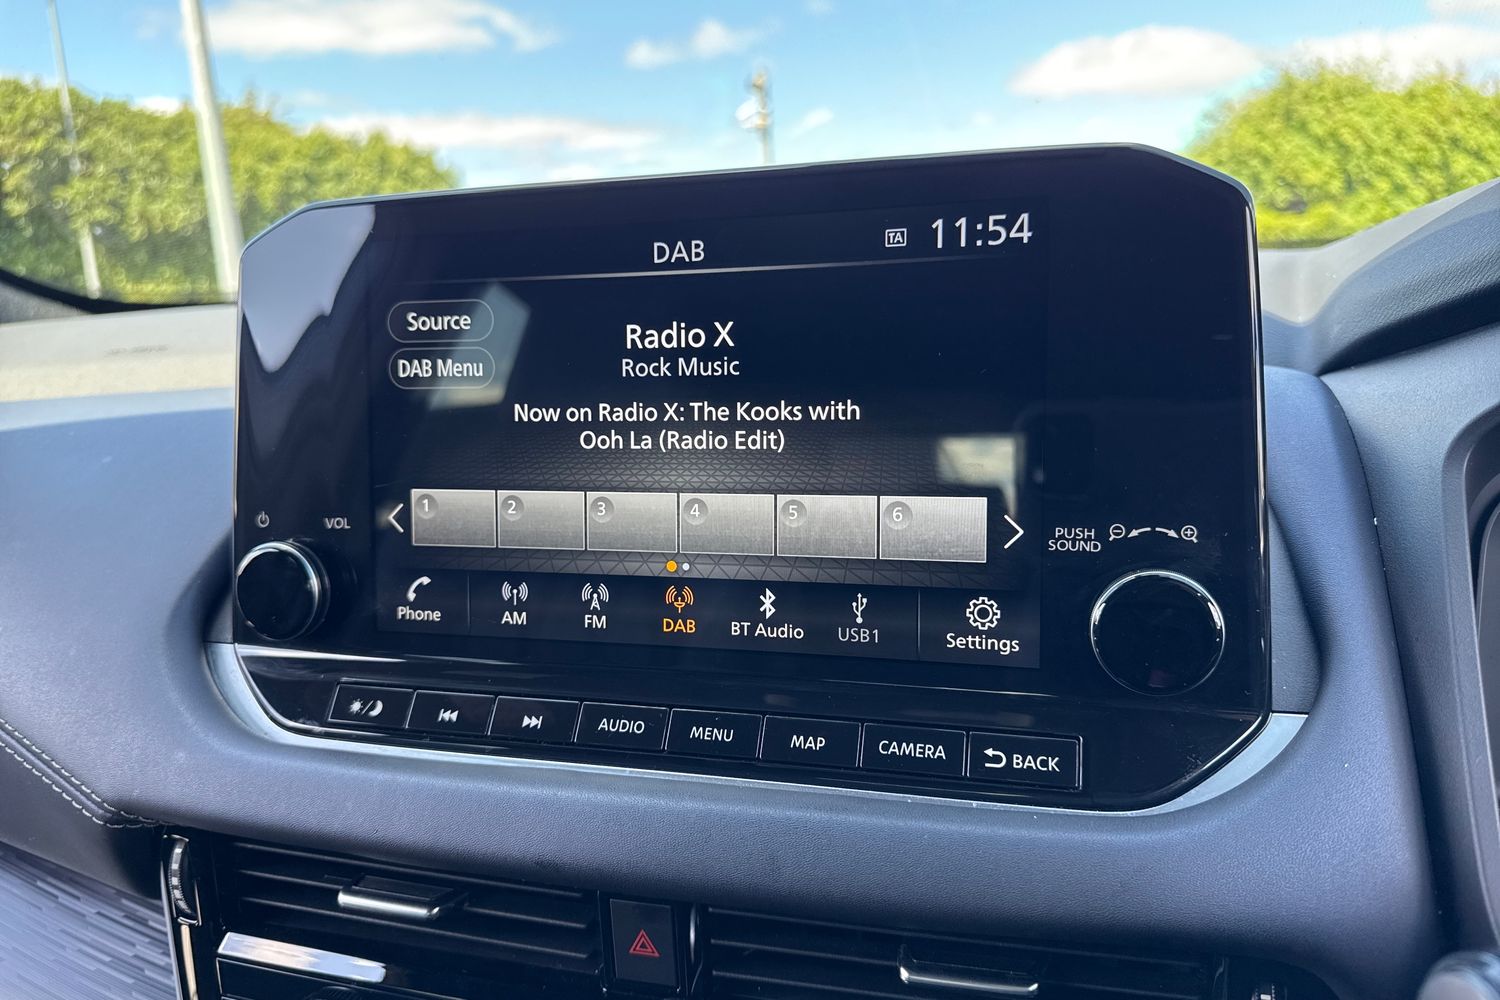 DAB
TA 11:54
Source
Radio X
DAB Menu
Rock Music
Now on Radio X: The Kooks with
Ooh La (Radio Edit)
1 2 3 4 5 6
VOL
PUSH
SOUND
Phone AM FM DAB BT Audio USB1 Settings
AUDIO MENU MAP CAMERA BACK